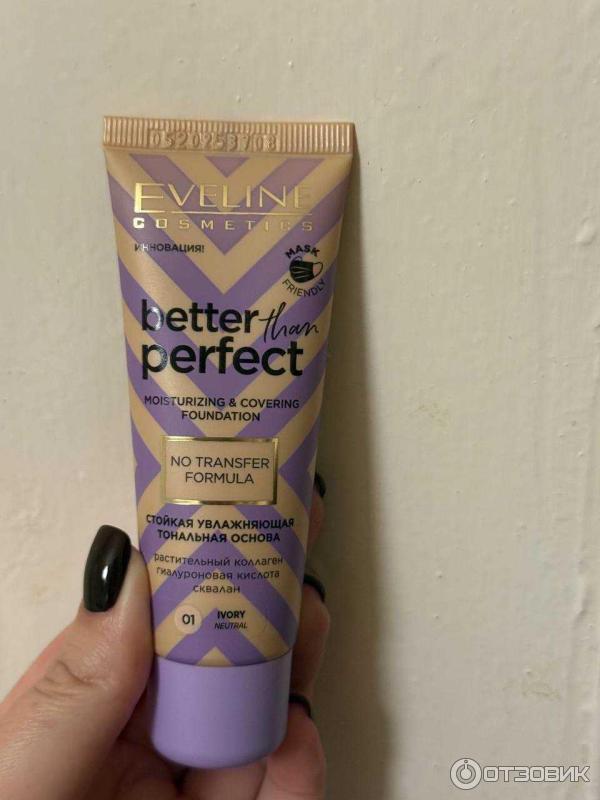 EVELINE
COSMETICS
ИННОВАЦИЯ!
MASK
FRIENDLY
better than
perfect
MOISTURIZING & COVERING
FOUNDATION
NO TRANSFER
FORMULA
СТОЙКАЯ УВЛАЖНЯЮЩАЯ
ТОНАЛЬНАЯ ОСНОВА
растительный коллаген
гиалуроновая кислота
сквалан
01 IVORY
NEUTRAL
ОТЗОВИК